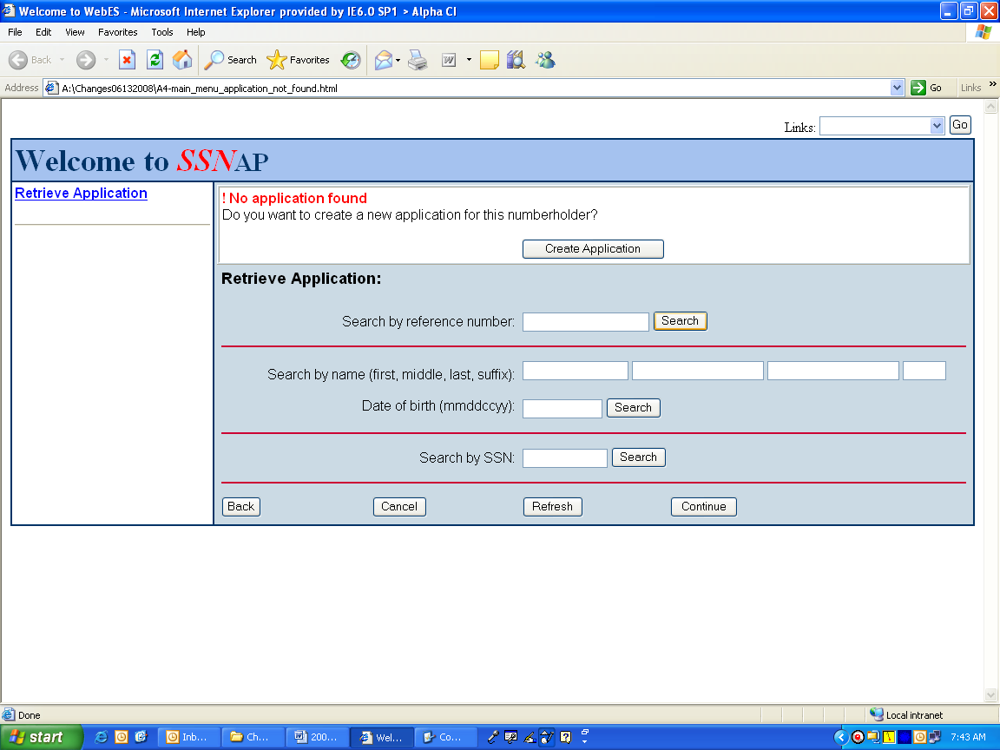 Welcome to WebES - Microsoft Internet Explorer provided by IE6.0 SP1 > Alpha CI
File Edit View Favorites Tools Help
Back Search Favorites
Address A:\Changes06132008\A4-main_menu_application_not_found.html Go Links »
Links: Go
Welcome to SSNAP
Retrieve Application
! No application found
Do you want to create a new application for this numberholder?
Create Application
Retrieve Application:
Search by reference number: Search
Search by name (first, middle, last, suffix):
Date of birth (mmddccyy): Search
Search by SSN: Search
Back Cancel Refresh Continue
Done Local intranet
start Inb... Ch... 200... Wel... Co... 7:43 AM